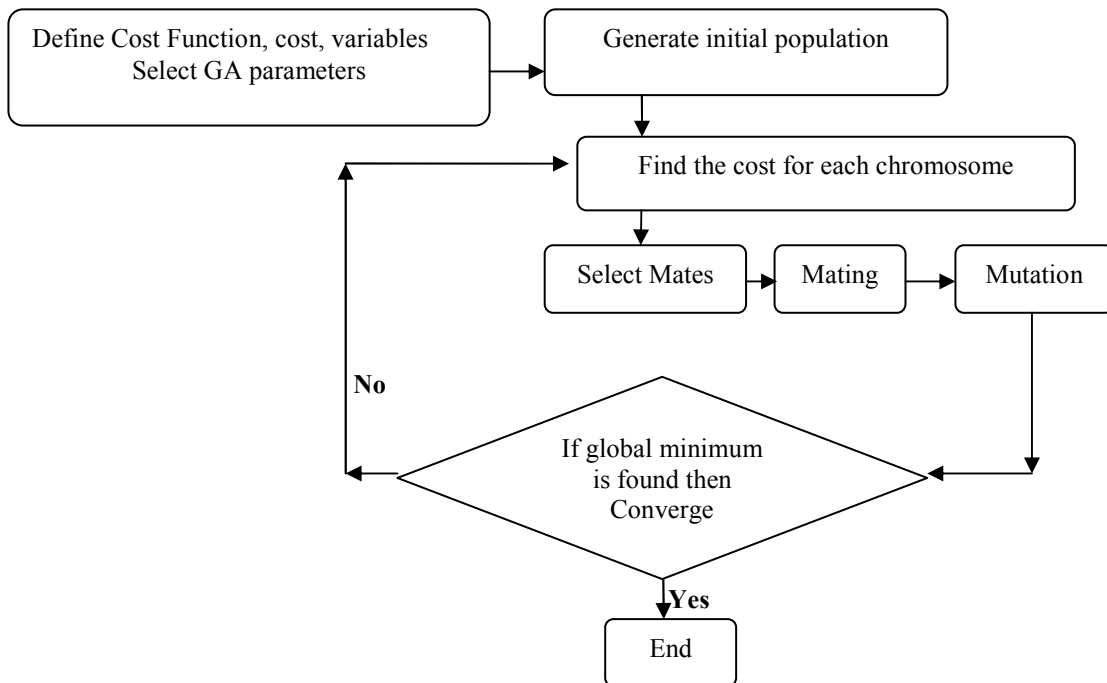 Define Cost Function, cost, variables
Select GA parameters
Generate initial population
Find the cost for each chromosome
Select Mates
Mating
Mutation
No
If global minimum
is found then
Converge
Yes
End